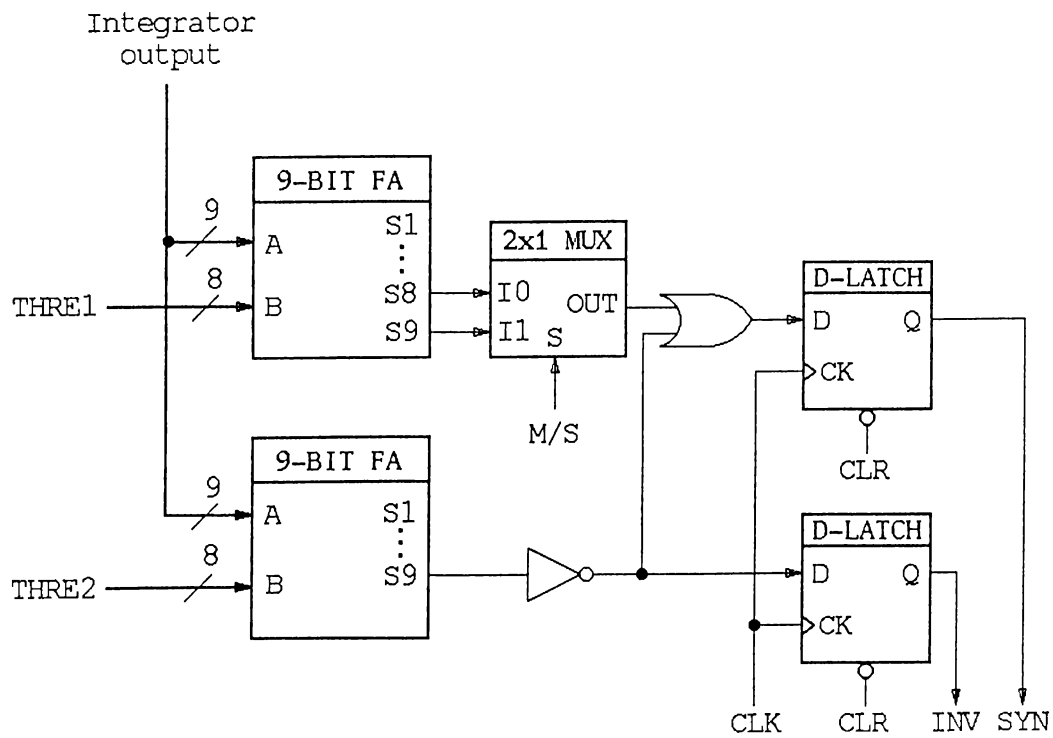 Integrator
output
9-BIT FA
9
A
S1
8
THRE1
B
S8
S9
2x1 MUX
I0
OUT
I1
S
M/S
D-LATCH
D
Q
CK
CLR
9-BIT FA
9
A
S1
8
THRE2
B
S9
D-LATCH
D
Q
CK
CLK
CLR
INV
SYN